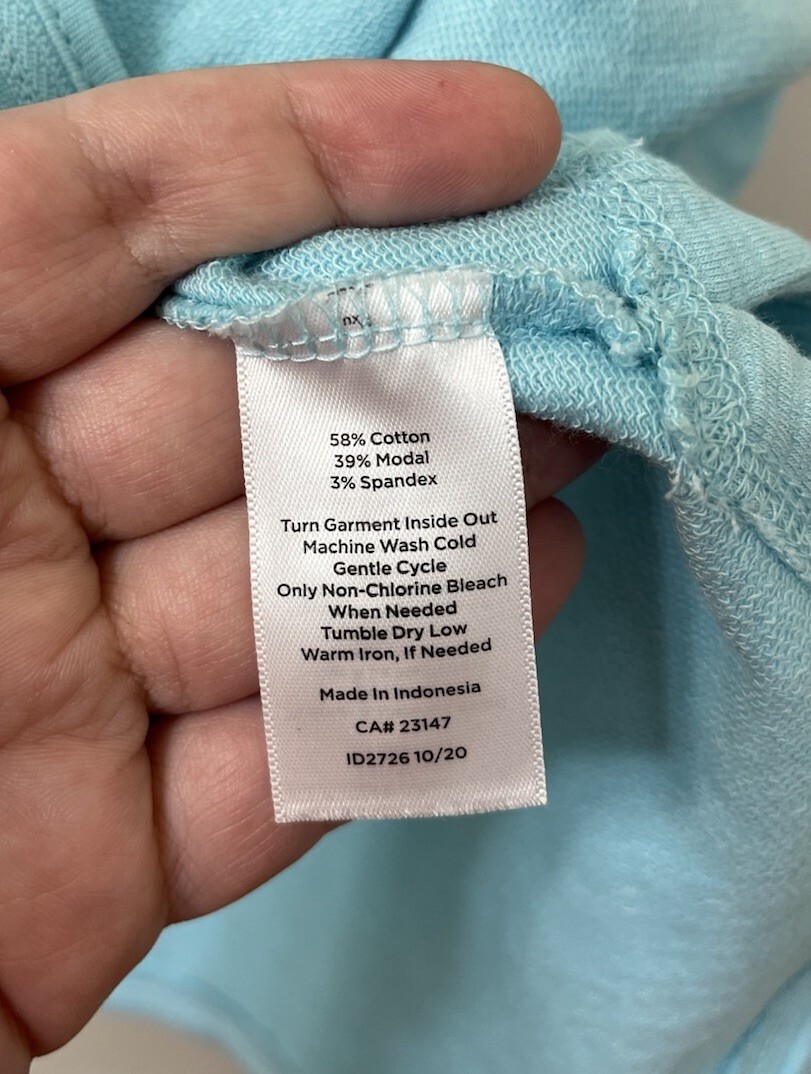 58% Cotton
39% Modal
3% Spandex
Turn Garment Inside Out
Machine Wash Cold
Gentle Cycle
Only Non-Chlorine Bleach
When Needed
Tumble Dry Low
Warm Iron, If Needed
Made In Indonesia
CA# 23147
ID2726 10/20